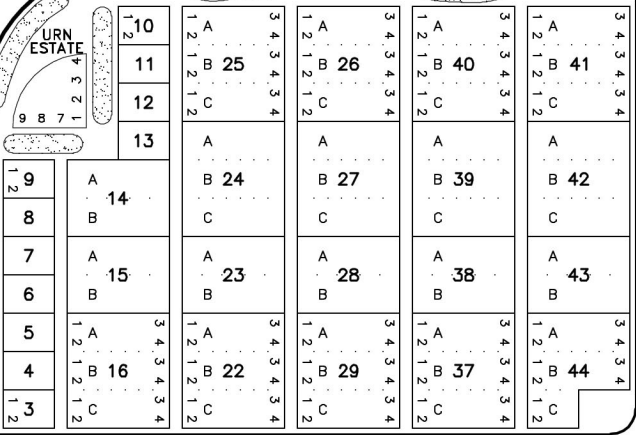 URN
ESTATE
1 2 10 1 2 A 3 4 1 2 A 3 4 1 2 A 3 4 1 2 A 3 4
11 1 2 B 25 3 4 1 2 B 26 3 4 1 2 B 40 3 4 1 2 B 41 3 4
4
3
2
12 1 2 C 3 4 1 2 C 3 4 1 2 C 3 4 1 2 C 3 4
9 8 7 1
13 A A A A
1 2 9 A B 24 B 27 B 39 B 42
14
8 B C C C C
7 A A A A A
15 23 28 38 43
6 B B B B B
5 1 2 A 3 4 1 2 A 3 4 1 2 A 3 4 1 2 A 3 4 1 2 A 3 4
4 1 2 B 16 3 4 1 2 B 22 3 4 1 2 B 29 3 4 1 2 B 37 3 4 1 2 B 44 3 4
1 2 3 1 2 C 3 4 1 2 C 3 4 1 2 C 3 4 1 2 C 3 4 1 2 C